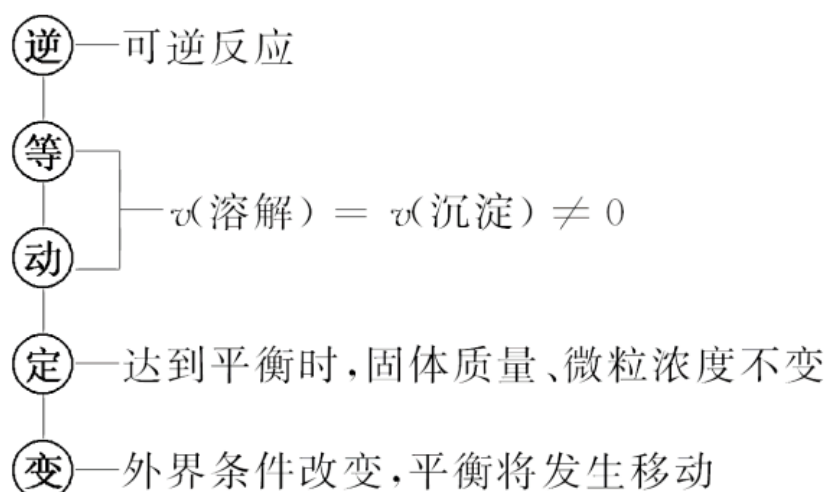 逆 可逆反应
等
v(溶解) = v(沉淀) ≠ 0
动
定 达到平衡时,固体质量、微粒浓度不变
变 外界条件改变,平衡将发生移动